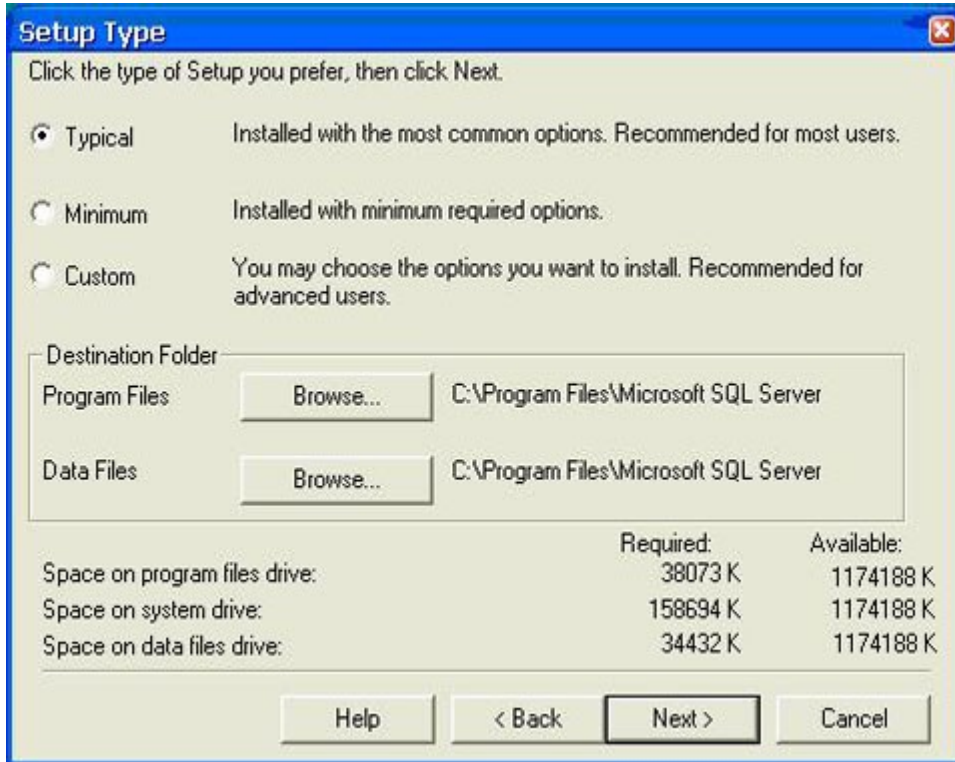 Setup Type
Click the type of Setup you prefer, then click Next.
Typical Installed with the most common options. Recommended for most users.
Minimum Installed with minimum required options.
Custom You may choose the options you want to install. Recommended for
advanced users.
Destination Folder
Program Files Browse... C:\Program Files\Microsoft SQL Server
Data Files Browse... C:\Program Files\Microsoft SQL Server
Required: Available:
Space on program files drive: 38073 K 1174188 K
Space on system drive: 158694 K 1174188 K
Space on data files drive: 34432 K 1174188 K
Help < Back Next > Cancel